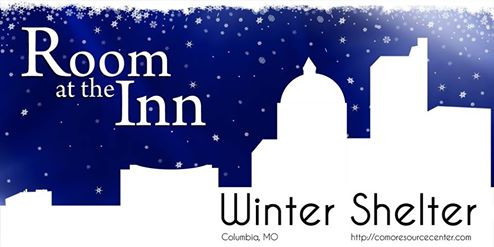 Room
at the
Inn
Winter Shelter
Columbia, MO
http://comoresourcecenter.com